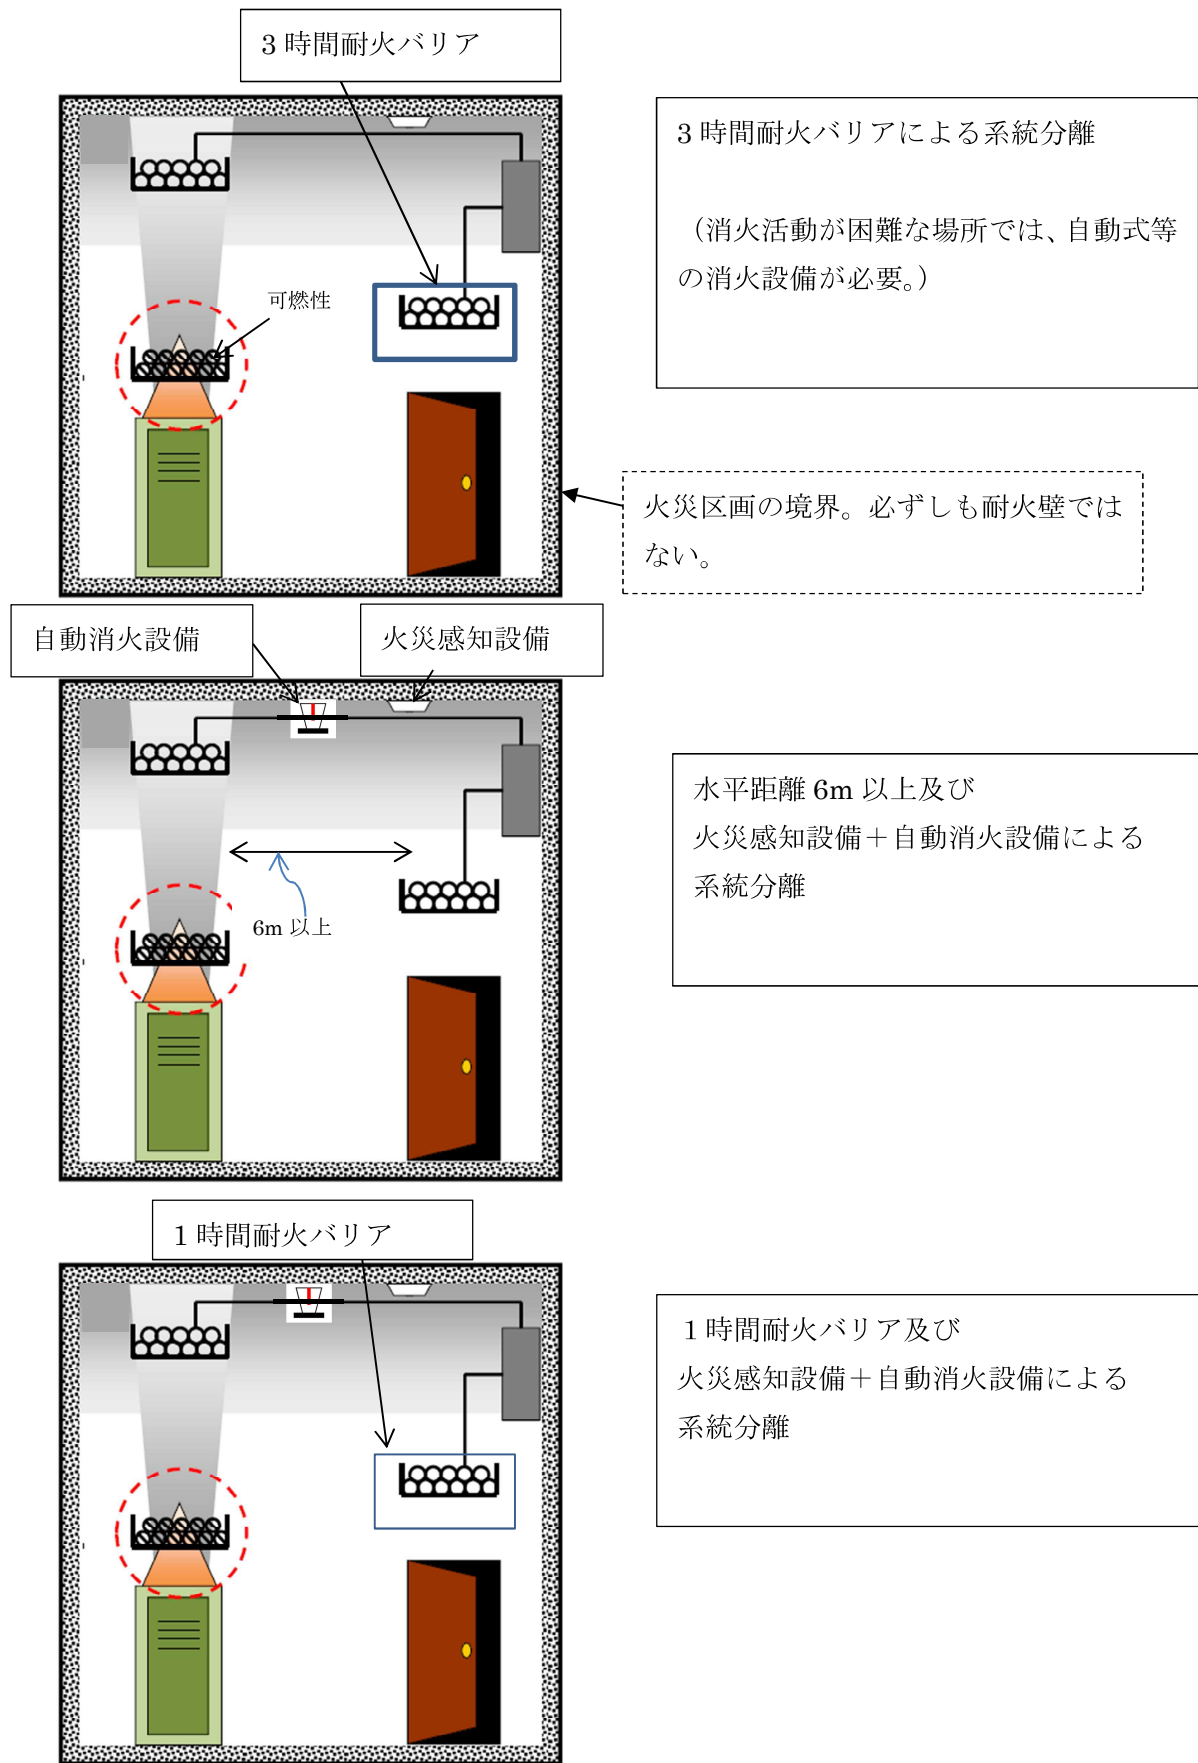 3 時間耐火バリア
3 時間耐火バリアによる系統分離
（消火活動が困難な場所では、自動式等
の消火設備が必要。）
可燃性
火災区画の境界。必ずしも耐火壁では
ない。
自動消火設備
火災感知設備
水平距離 6m 以上及び
火災感知設備＋自動消火設備による
系統分離
6m 以上
1 時間耐火バリア
1 時間耐火バリア及び
火災感知設備＋自動消火設備による
系統分離